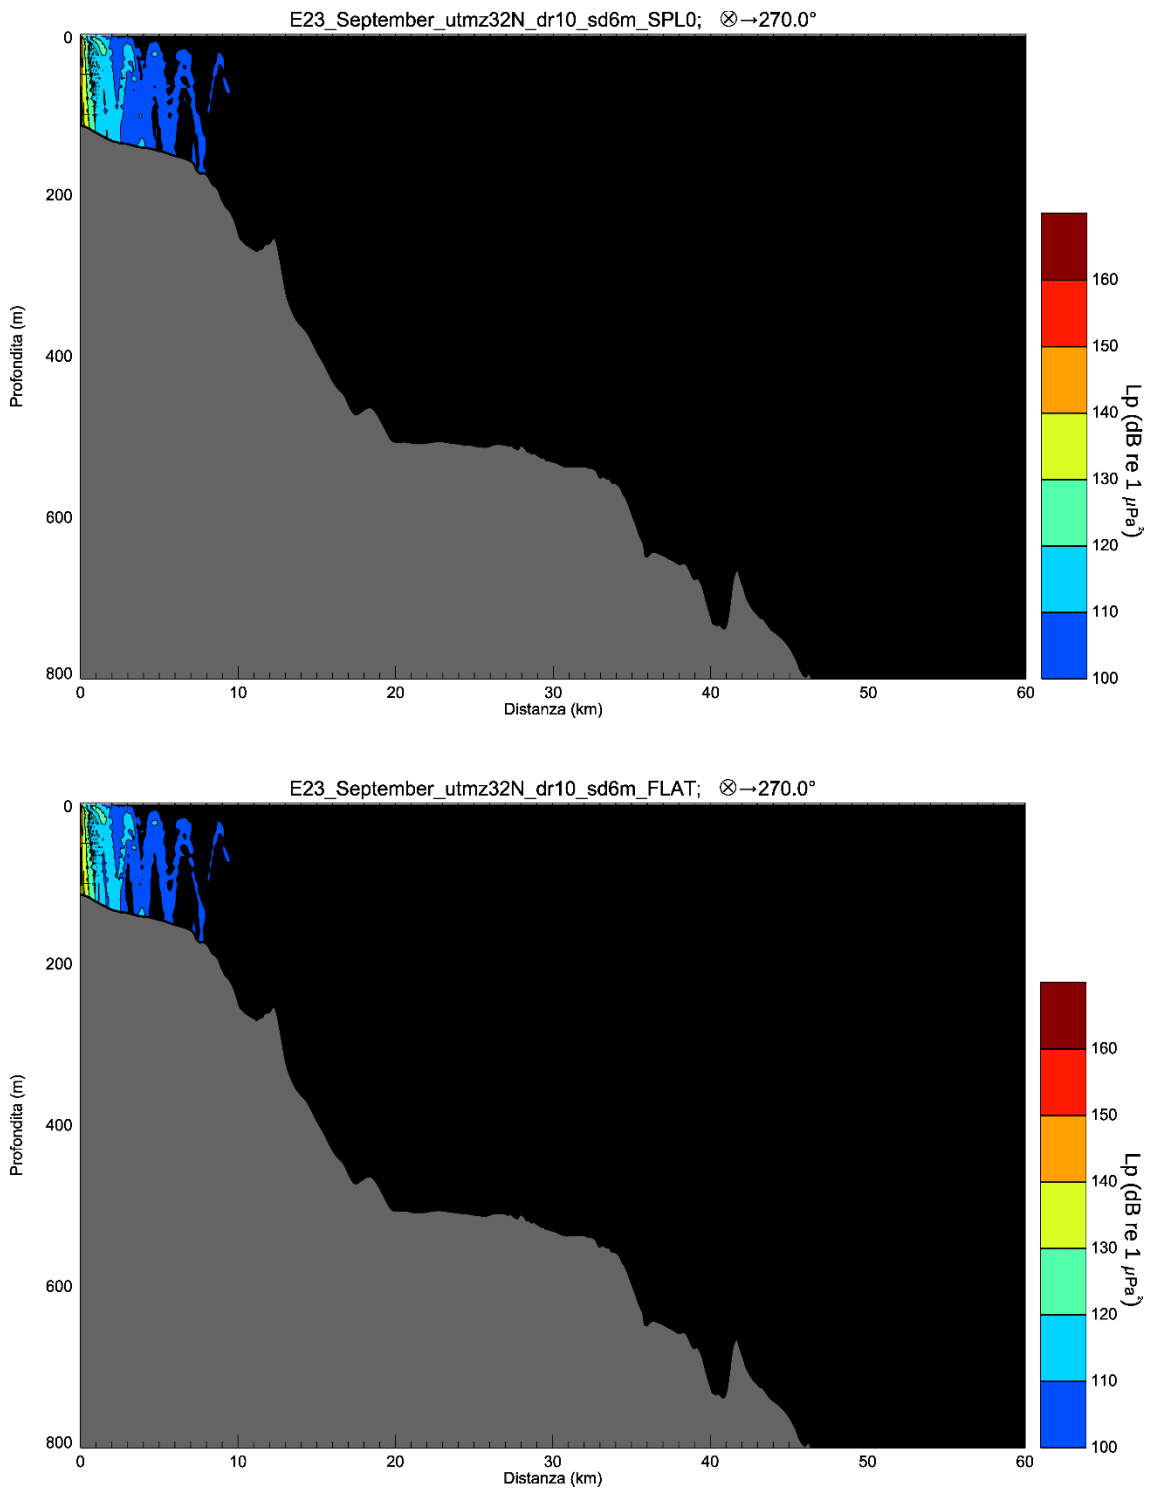 E23_September_utmz32N_dr10_sd6m_SPL0; ⊗→270.0°
0
200
400
600
800
Profondita (m)
0 10 20 30 40 50 60
Distanza (km)
160
150
140
130
120
110
100
Lp (dB re 1 μPa²)
E23_September_utmz32N_dr10_sd6m_FLAT; ⊗→270.0°
0
200
400
600
800
Profondita (m)
0 10 20 30 40 50 60
Distanza (km)
160
150
140
130
120
110
100
Lp (dB re 1 μPa²)